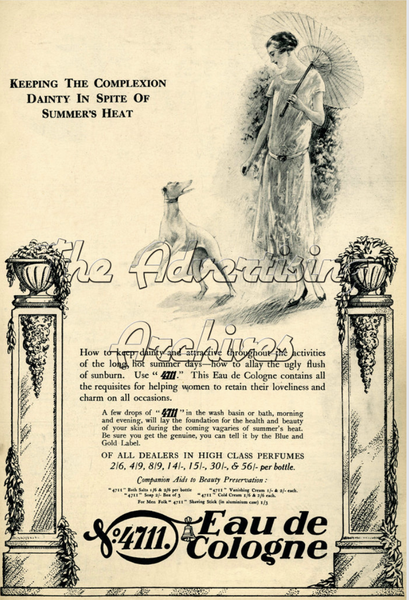 KEEPING THE COMPLEXION
DAINTY IN SPITE OF
SUMMER'S HEAT
the Advertising
Archives
How to keep dainty and attractive throughout the activities
of the long, hot summer days—how to allay the ugly flush
of sunburn. Use "4711." This Eau de Cologne contains all
the requisites for helping women to retain their loveliness and
charm on all occasions.
A few drops of "4711" in the wash basin or bath, morning
and evening, will lay the foundation for the health and beauty
of your skin during the coming vagaries of summer's heat.
Be sure you get the genuine, you can tell it by the Blue and
Gold Label.
OF ALL DEALERS IN HIGH CLASS PERFUMES
2/6, 4/9, 8/9, 14/-, 15/-, 30/-, & 56/- per bottle.
Companion Aids to Beauty Preservation:
"4711" Bath Salts 1/6 & 2/6 per bottle "4711" Vanishing Cream 1/- & 2/- each.
"4711" Soap 2/- Box of 3 "4711" Cold Cream 1/6 & 2/6 each.
For Men Folk "4711" Shaving Stick (in aluminium case) 1/3
No. 4711. Eau de
Cologne